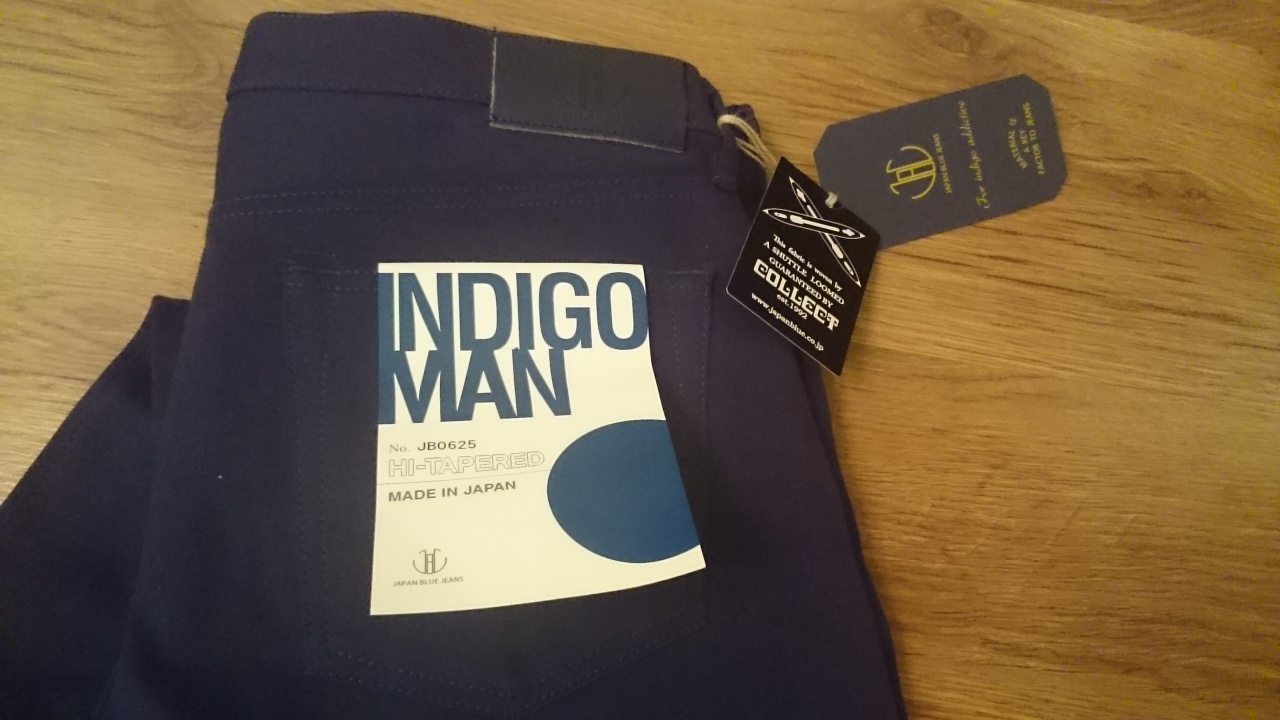 INDIGO
MAN
No. JB0625
HI-TAPERED
MADE IN JAPAN
JAPAN BLUE JEANS
This fabric is woven by
A SHUTTLE LOOMED
GUARANTEED BY
COLLECT
est.1992
www.japanblue.co.jp
JAPAN BLUE JEANS
For indigo addictive
MATERIAL IS
A KEY
FACTOR TO JEANS